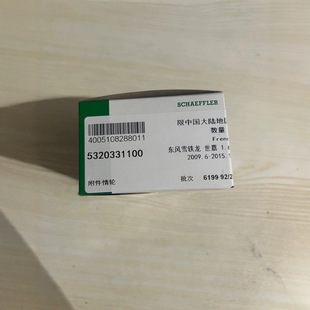 SCHAEFFLER
限中国大陆地区
4005108288011
数量
5320331100
东风雪铁龙 世嘉 1.
2009.6-2015.
附件惰轮
批次 6199 92/2